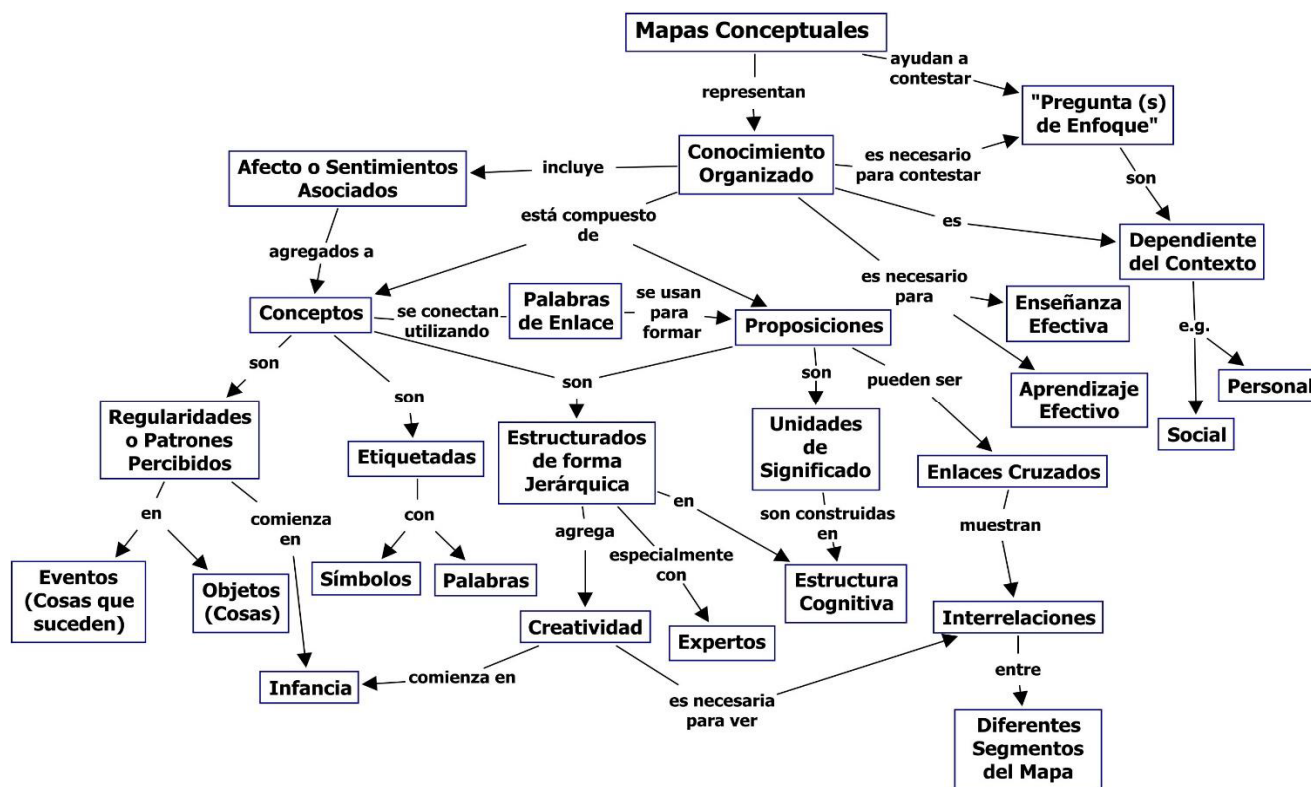 Mapas Conceptuales
ayudan a
contestar
representan
"Pregunta (s)
de Enfoque"
Afecto o Sentimientos
Asociados
incluye
Conocimiento
Organizado
es necesario
para contestar
son
está compuesto
de
es
Dependiente
del Contexto
agregados a
es necesario
para
Conceptos
se conectan
utilizando
Palabras
de Enlace
se usan
para
formar
Proposiciones
Enseñanza
Efectiva
e.g.
son
son
son
son
pueden ser
Aprendizaje
Efectivo
Personal
Social
Regularidades
o Patrones
Percibidos
Etiquetadas
Estructurados
de forma
Jerárquica
Unidades
de
Significado
Enlaces Cruzados
en
comienza
en
con
agrega
especialmente
con
en
son construidas
en
muestran
Eventos
(Cosas que
suceden)
Objetos
(Cosas)
Símbolos
Palabras
Estructura
Cognitiva
Creatividad
Expertos
Interrelaciones
Infancia
comienza en
es necesaria
para ver
entre
Diferentes
Segmentos
del Mapa